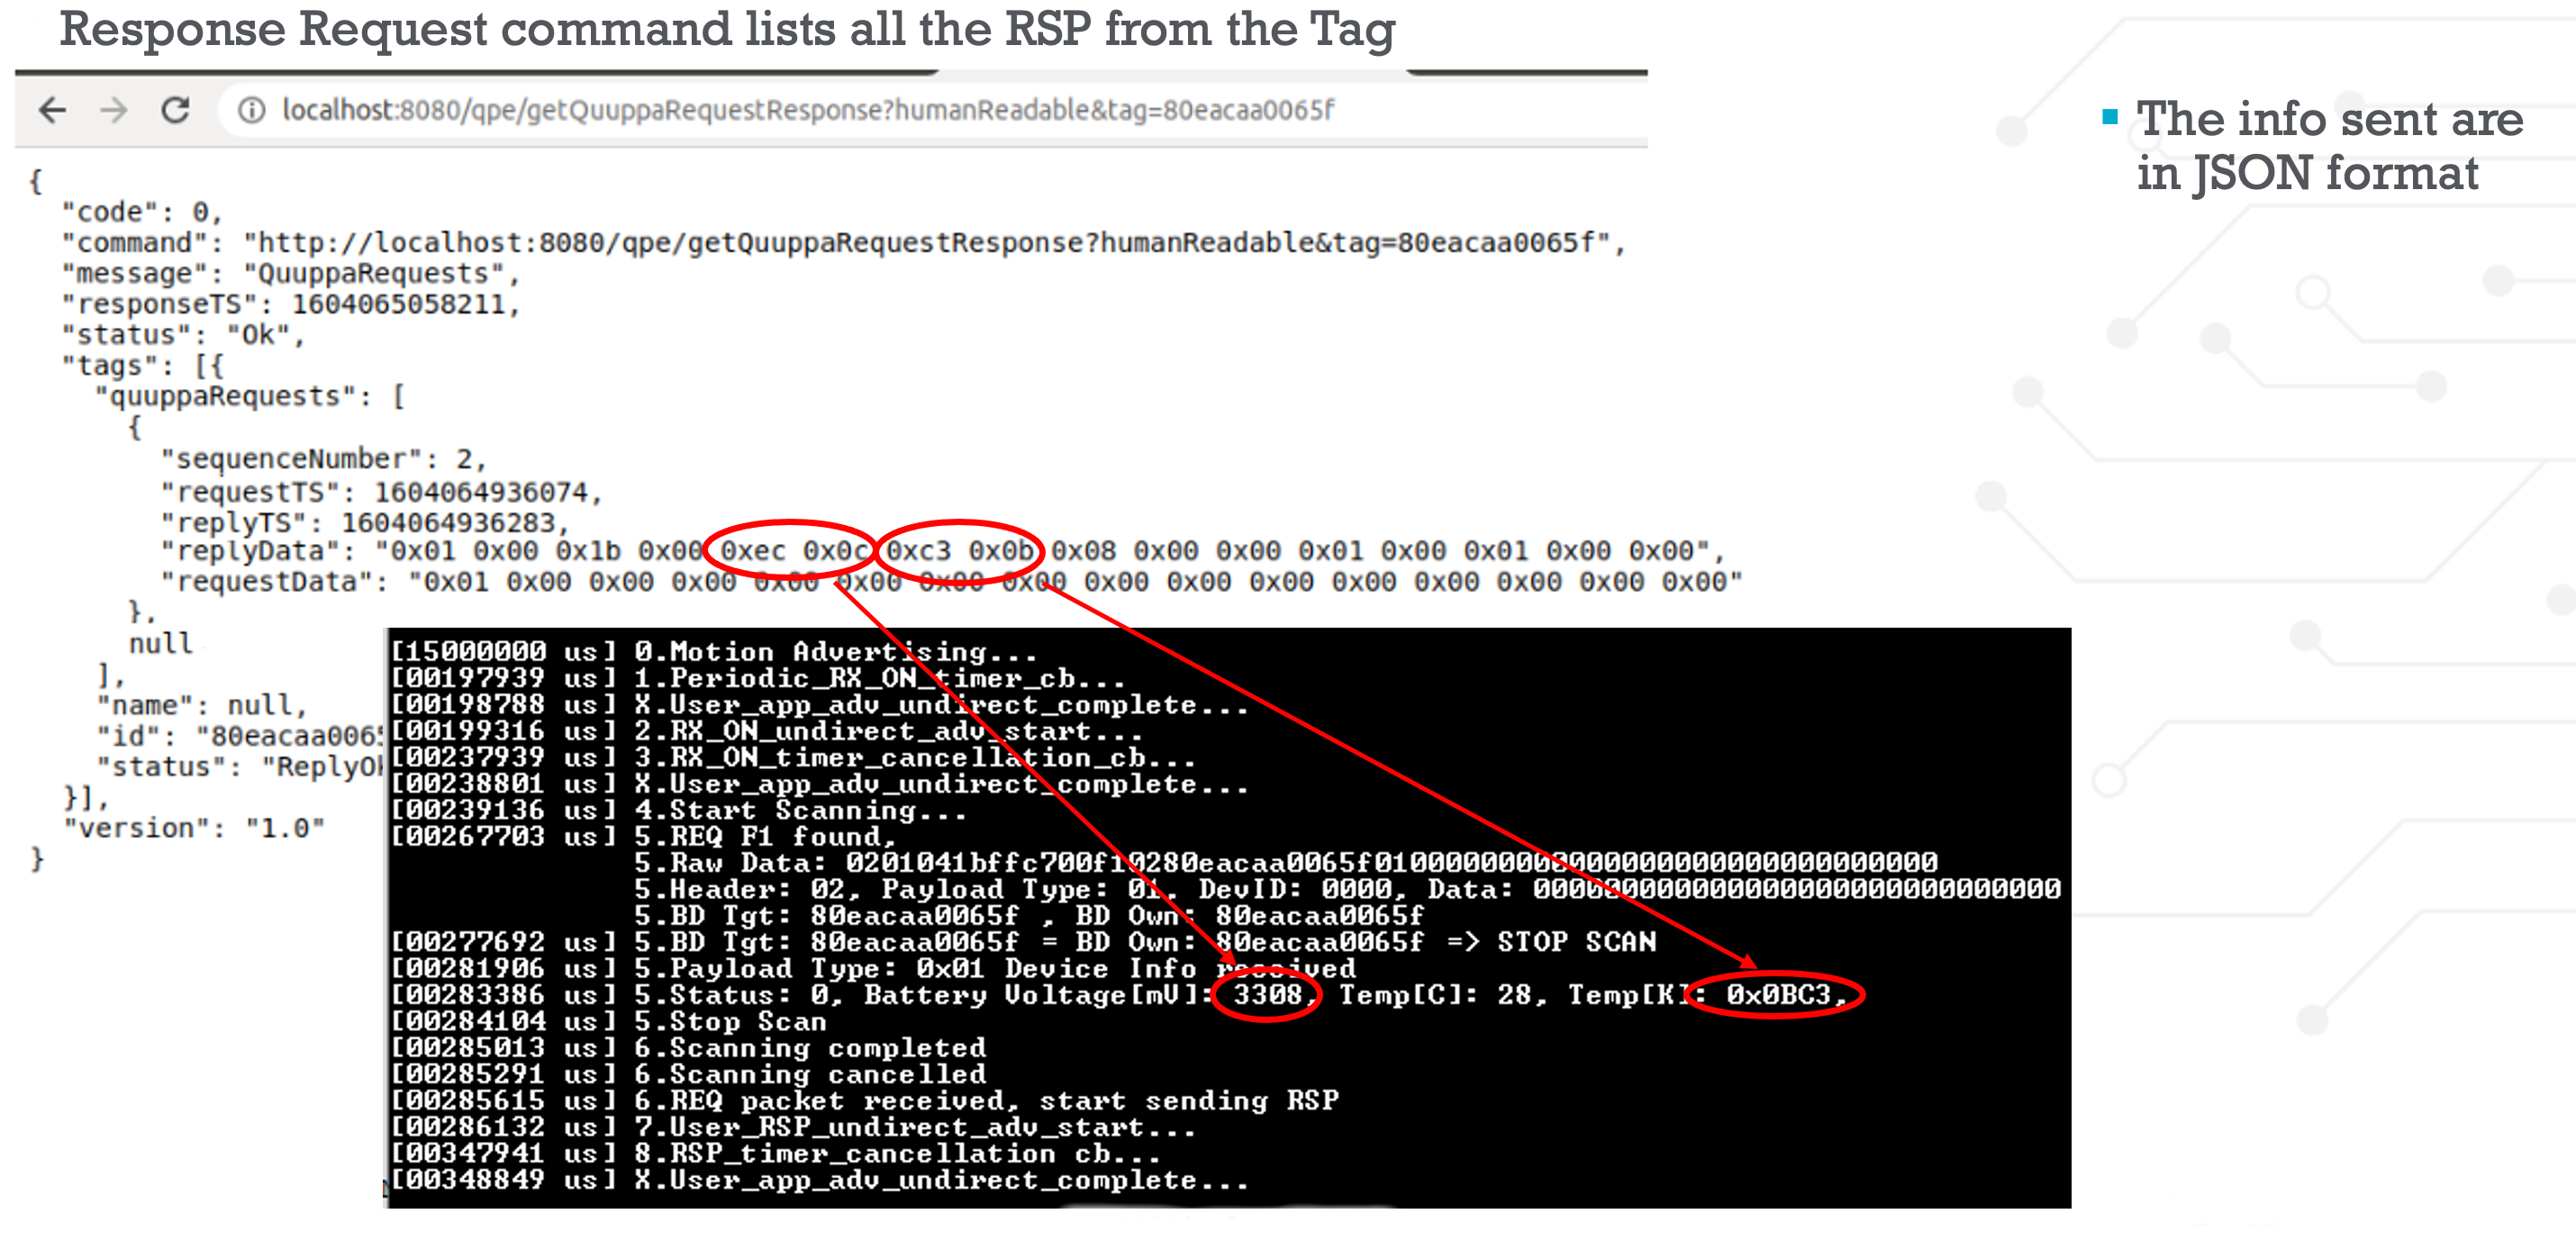 Response Request command lists all the RSP from the Tag
localhost:8080/qpe/getQuuppaRequestResponse?humanReadable&tag=80eacaa0065f
▪ The info sent are
in JSON format
{
"code": 0,
"command": "http://localhost:8080/qpe/getQuuppaRequestResponse?humanReadable&tag=80eacaa0065f",
"message": "QuuppaRequests",
"responseTS": 1604065058211,
"status": "Ok",
"tags": [{
"quuppaRequests": [
{
"sequenceNumber": 2,
"requestTS": 1604064936074,
"replyTS": 1604064936283,
"replyData": "0x01 0x00 0x1b 0x00 0xec 0x0c 0xc3 0x0b 0x08 0x00 0x00 0x01 0x00 0x01 0x00 0x00",
"requestData": "0x01 0x00 0x00 0x00 0x00 0x00 0x00 0x00 0x00 0x00 0x00 0x00 0x00 0x00 0x00 0x00"
},
null
],
"name": null,
"id": "80eacaa006
"status": "ReplyO
}],
"version": "1.0"
}
[15000000 us] 0.Motion Advertising...
[00197939 us] 1.Periodic_RX_ON_timer_cb...
[00198788 us] X.User_app_adv_undirect_complete...
[00199316 us] 2.RX_ON_undirect_adv_start...
[00237939 us] 3.RX_ON_timer_cancellation_cb...
[00238801 us] X.User_app_adv_undirect_complete...
[00239136 us] 4.Start Scanning...
[00267703 us] 5.REQ F1 found,
5.Raw Data: 0201041bffc700f10280eacaa0065f010000000000000000000000000000000
5.Header: 02, Payload Type: 01, DevID: 0000, Data: 000000000000000000000000000000
5.BD Tgt: 80eacaa0065f , BD Own: 80eacaa0065f
[00277692 us] 5.BD Tgt: 80eacaa0065f = BD Own: 80eacaa0065f => STOP SCAN
[00281906 us] 5.Payload Type: 0x01 Device Info received
[00283386 us] 5.Status: 0, Battery Voltage[mV]: 3308, Temp[C]: 28, Temp[K]: 0x0BC3,
[00284104 us] 5.Stop Scan
[00285013 us] 6.Scanning completed
[00285291 us] 6.Scanning cancelled
[00285615 us] 6.REQ packet received, start sending RSP
[00286132 us] 7.User_RSP_undirect_adv_start...
[00347941 us] 8.RSP_timer_cancellation cb...
[00348849 us] X.User_app_adv_undirect_complete...